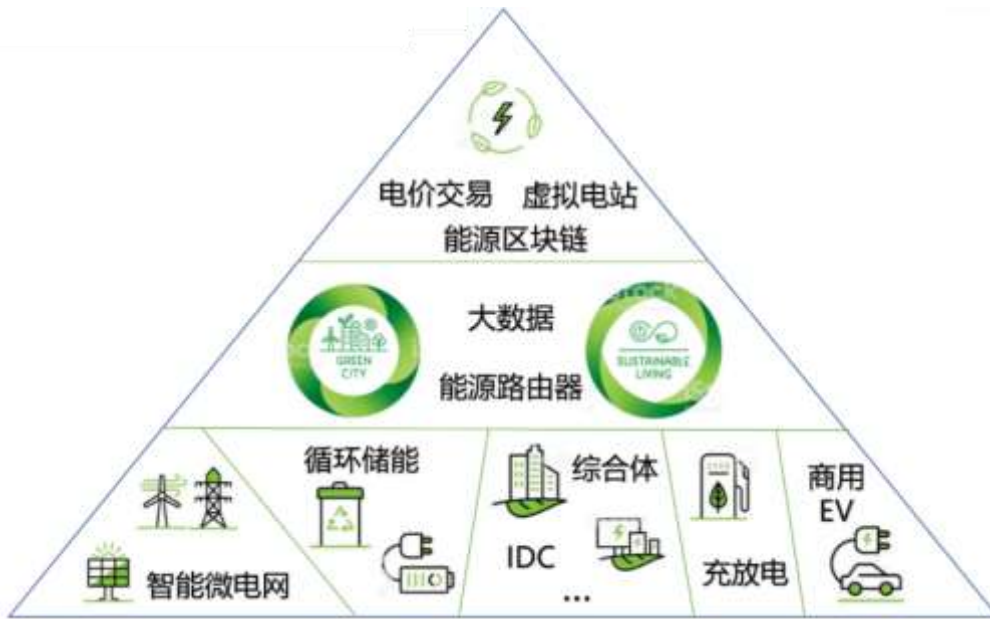 电价交易 虚拟电站
能源区块链
大数据
GREEN
CITY
SUSTAINABLE
LIVING
能源路由器
循环储能
综合体
商用
EV
IDC
充放电
智能微电网
...